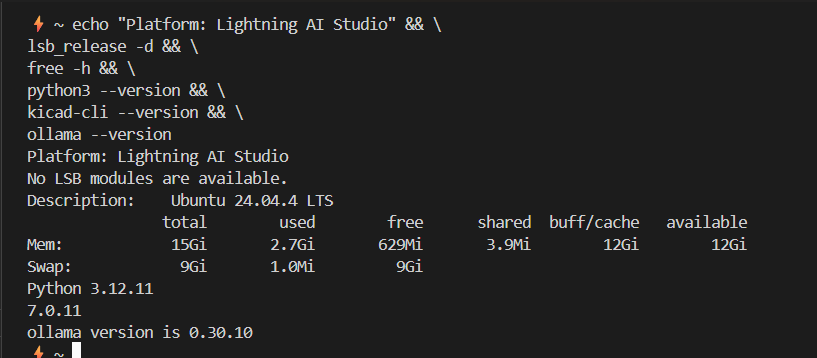 ⚡ ~ echo "Platform: Lightning AI Studio" && \
lsb_release -d && \
free -h && \
python3 --version && \
kicad-cli --version && \
ollama --version
Platform: Lightning AI Studio
No LSB modules are available.
Description:    Ubuntu 24.04.4 LTS
               total        used        free      shared  buff/cache   available
Mem:            15Gi       2.7Gi       629Mi       3.9Mi        12Gi        12Gi
Swap:            9Gi       1.0Mi         9Gi
Python 3.12.11
7.0.11
ollama version is 0.30.10
⚡ ~